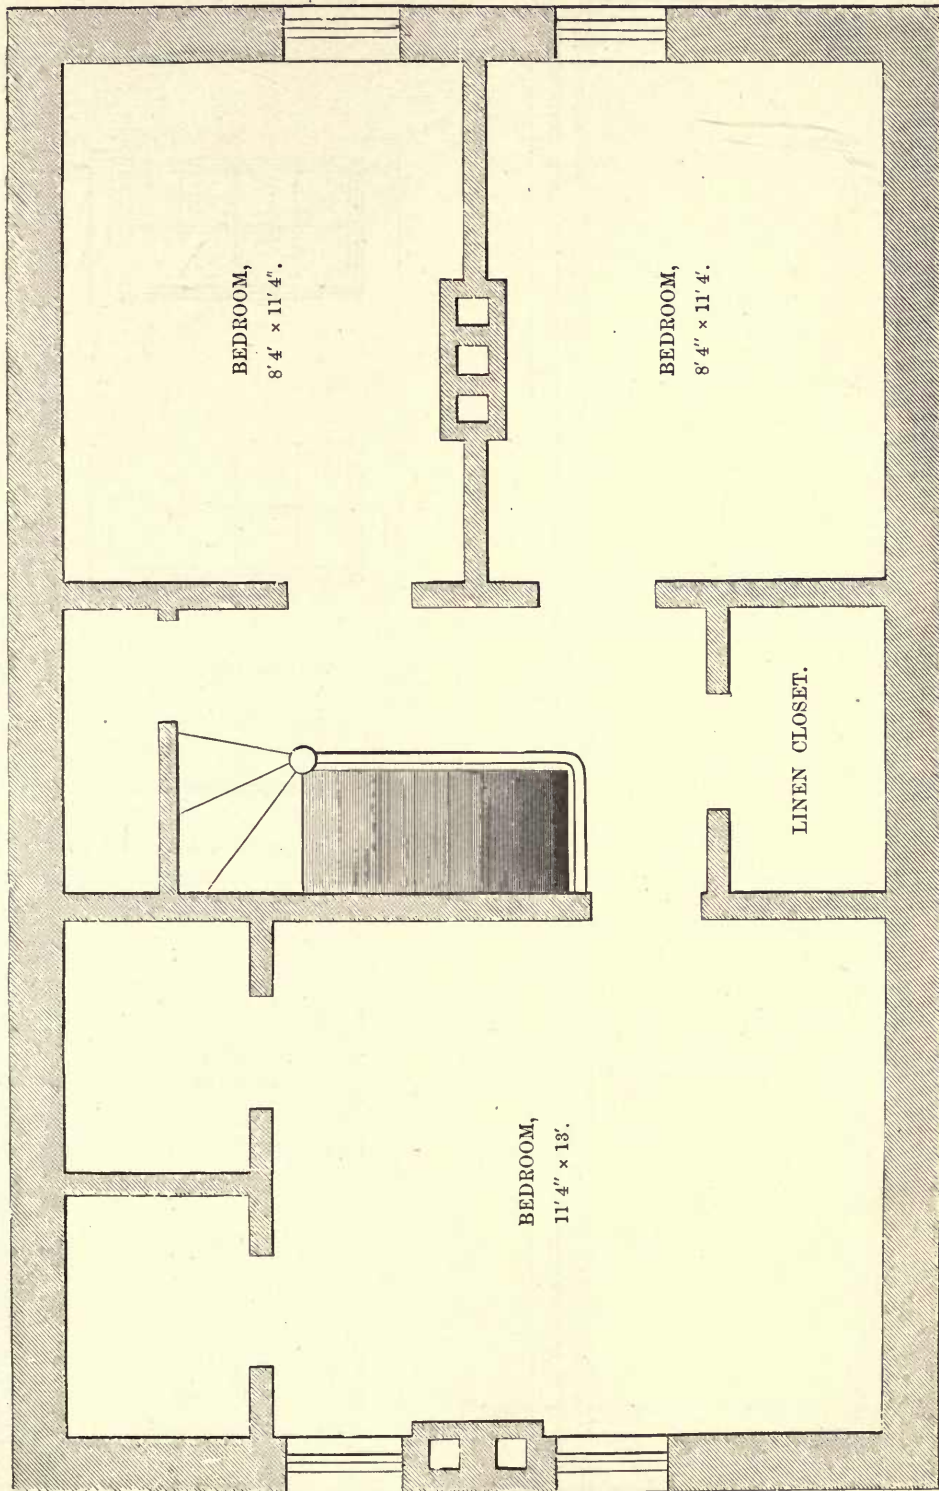 BEDROOM,
8′ 4′ × 11′ 4″.
BEDROOM,
11′ 4″ × 13′.
BEDROOM,
8′ 4″ × 11′ 4′.
LINEN CLOSET.